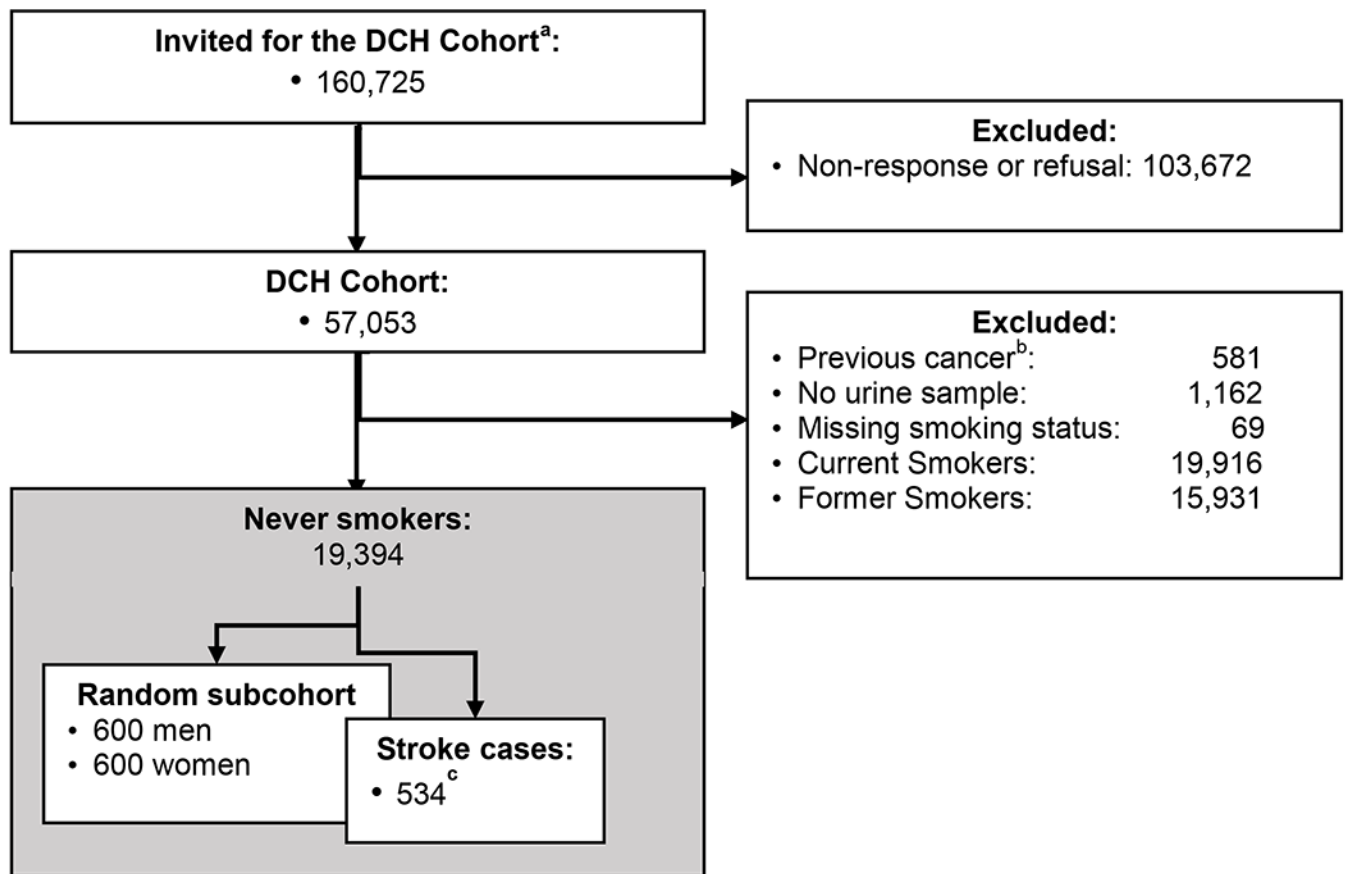 Invited for the DCH Cohortᵃ:
• 160,725
Excluded:
• Non-response or refusal: 103,672
DCH Cohort:
• 57,053
Excluded:
• Previous cancerᵇ: 581
• No urine sample: 1,162
• Missing smoking status: 69
• Current Smokers: 19,916
• Former Smokers: 15,931
Never smokers:
19,394
Random subcohort
• 600 men
• 600 women
Stroke cases:
• 534ᶜ